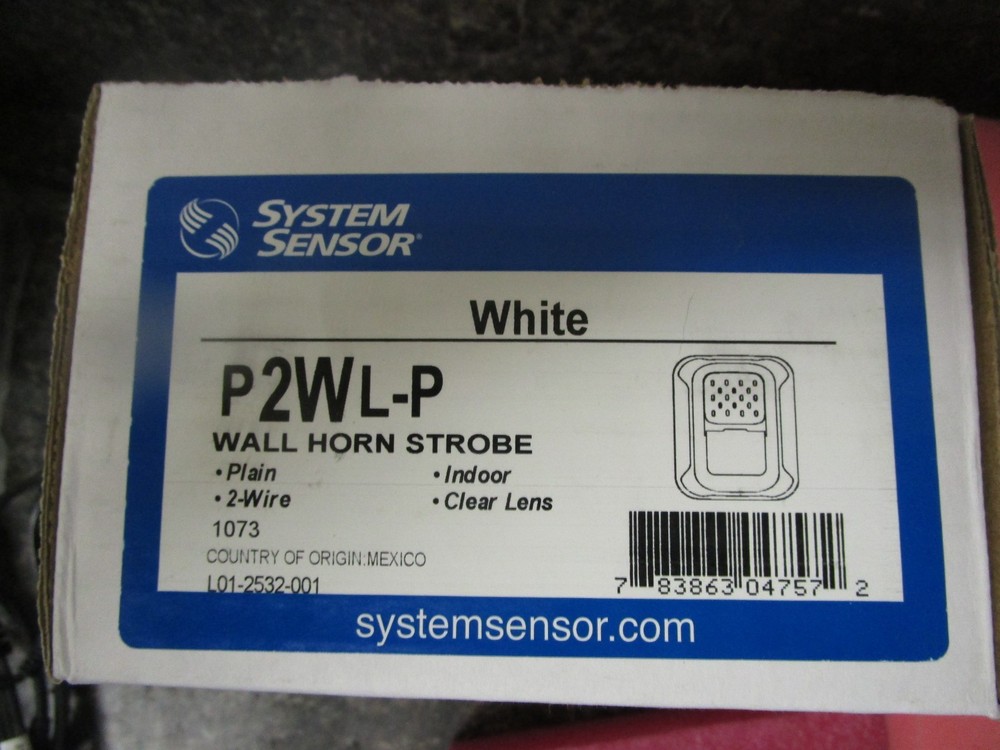 SYSTEM
SENSOR®
White
P2WL-P
WALL HORN STROBE
• Plain
• Indoor
• 2-Wire
• Clear Lens
1073
COUNTRY OF ORIGIN:MEXICO
L01-2532-001
7 83863 04757 2
systemsensor.com